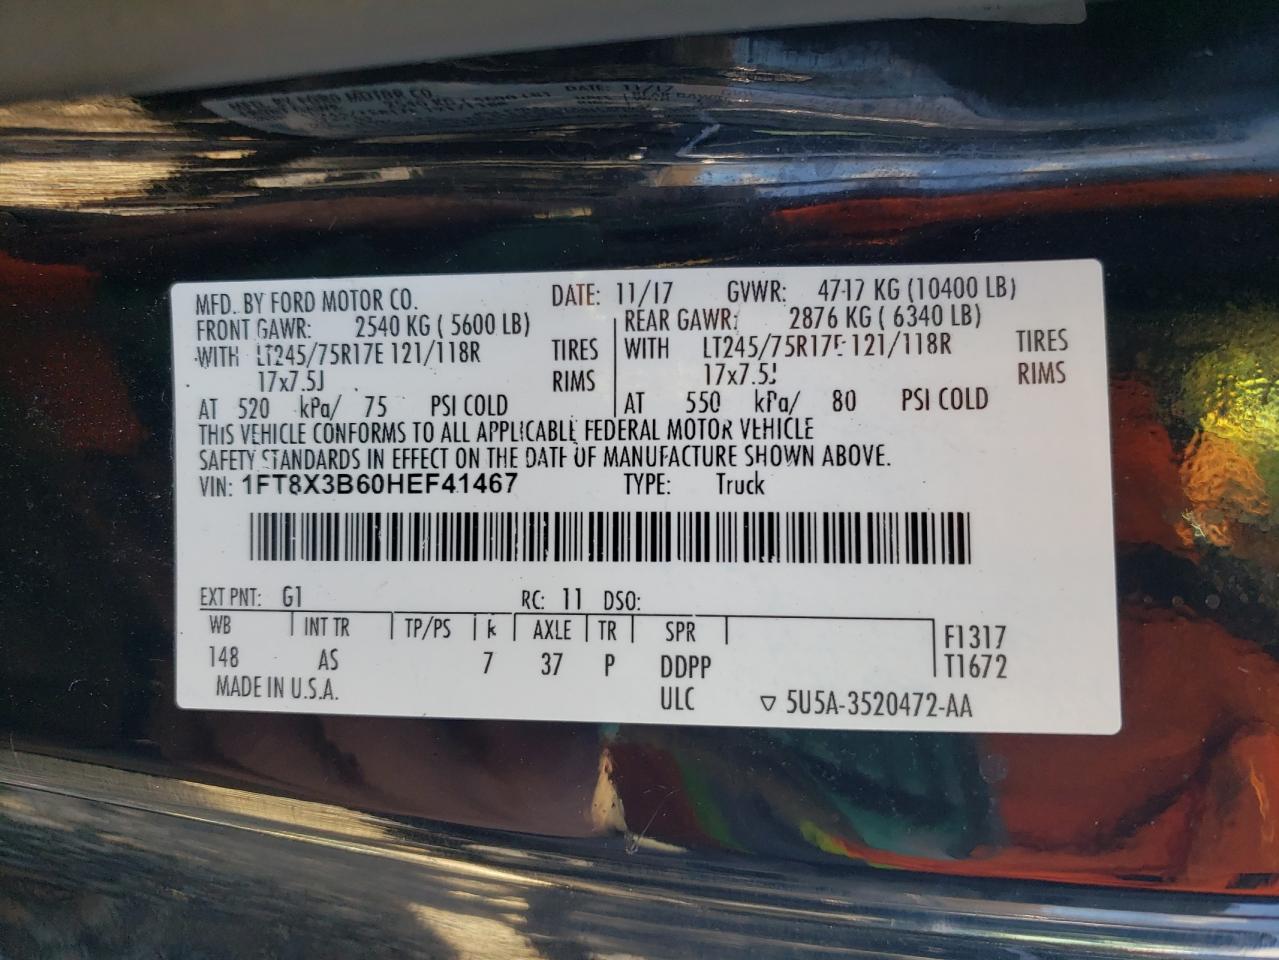 MFD. BY FORD MOTOR CO. DATE: 11/17 GVWR: 4717 KG (10400 LB)
FRONT GAWR: 2540 KG ( 5600 LB) REAR GAWR: 2876 KG ( 6340 LB)
WITH LT245/75R17E 121/118R TIRES WITH LT245/75R17E 121/118R TIRES
17x7.5J RIMS 17x7.5J RIMS
AT 520 kPa/ 75 PSI COLD AT 550 kPa/ 80 PSI COLD
THIS VEHICLE CONFORMS TO ALL APPLICABLE FEDERAL MOTOR VEHICLE
SAFETY STANDARDS IN EFFECT ON THE DATE OF MANUFACTURE SHOWN ABOVE.
VIN: 1FT8X3B60HEF41467 TYPE: Truck
EXT PNT: G1 RC: 11 DSO:
WB INT TR TP/PS k AXLE TR SPR F1317
148 AS 7 37 P DDPP T1672
MADE IN U.S.A. ULC ▽ 5U5A-3520472-AA